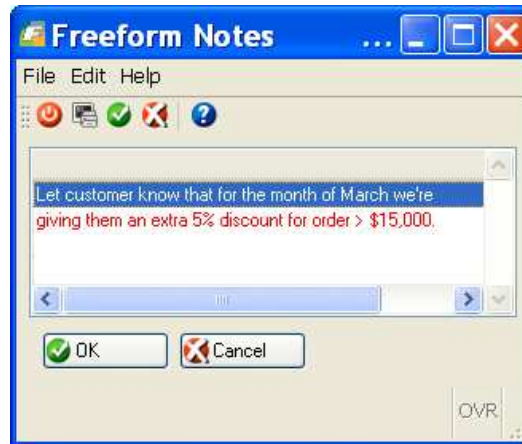 Freeform Notes ...
File Edit Help
Let customer know that for the month of March we're
giving them an extra 5% discount for order > $15,000.
OK Cancel
OVR